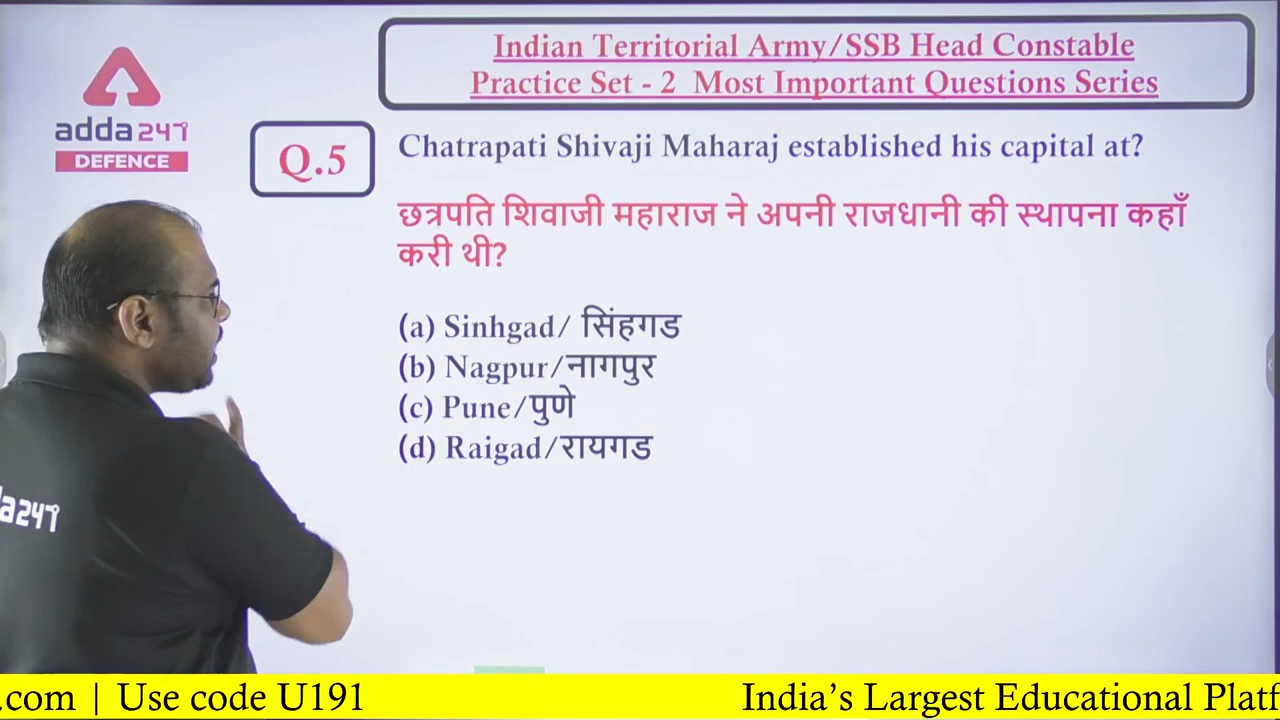 Indian Territorial Army/SSB Head Constable
Practice Set - 2 Most Important Questions Series
adda247
DEFENCE
Q.5
Chatrapati Shivaji Maharaj established his capital at?
छत्रपति शिवाजी महाराज ने अपनी राजधानी की स्थापना कहाँ
करी थी?
(a) Sinhgad/ सिंहगड
(b) Nagpur/नागपुर
(c) Pune/पुणे
(d) Raigad/रायगड
a247
.com | Use code U191
India’s Largest Educational Platf